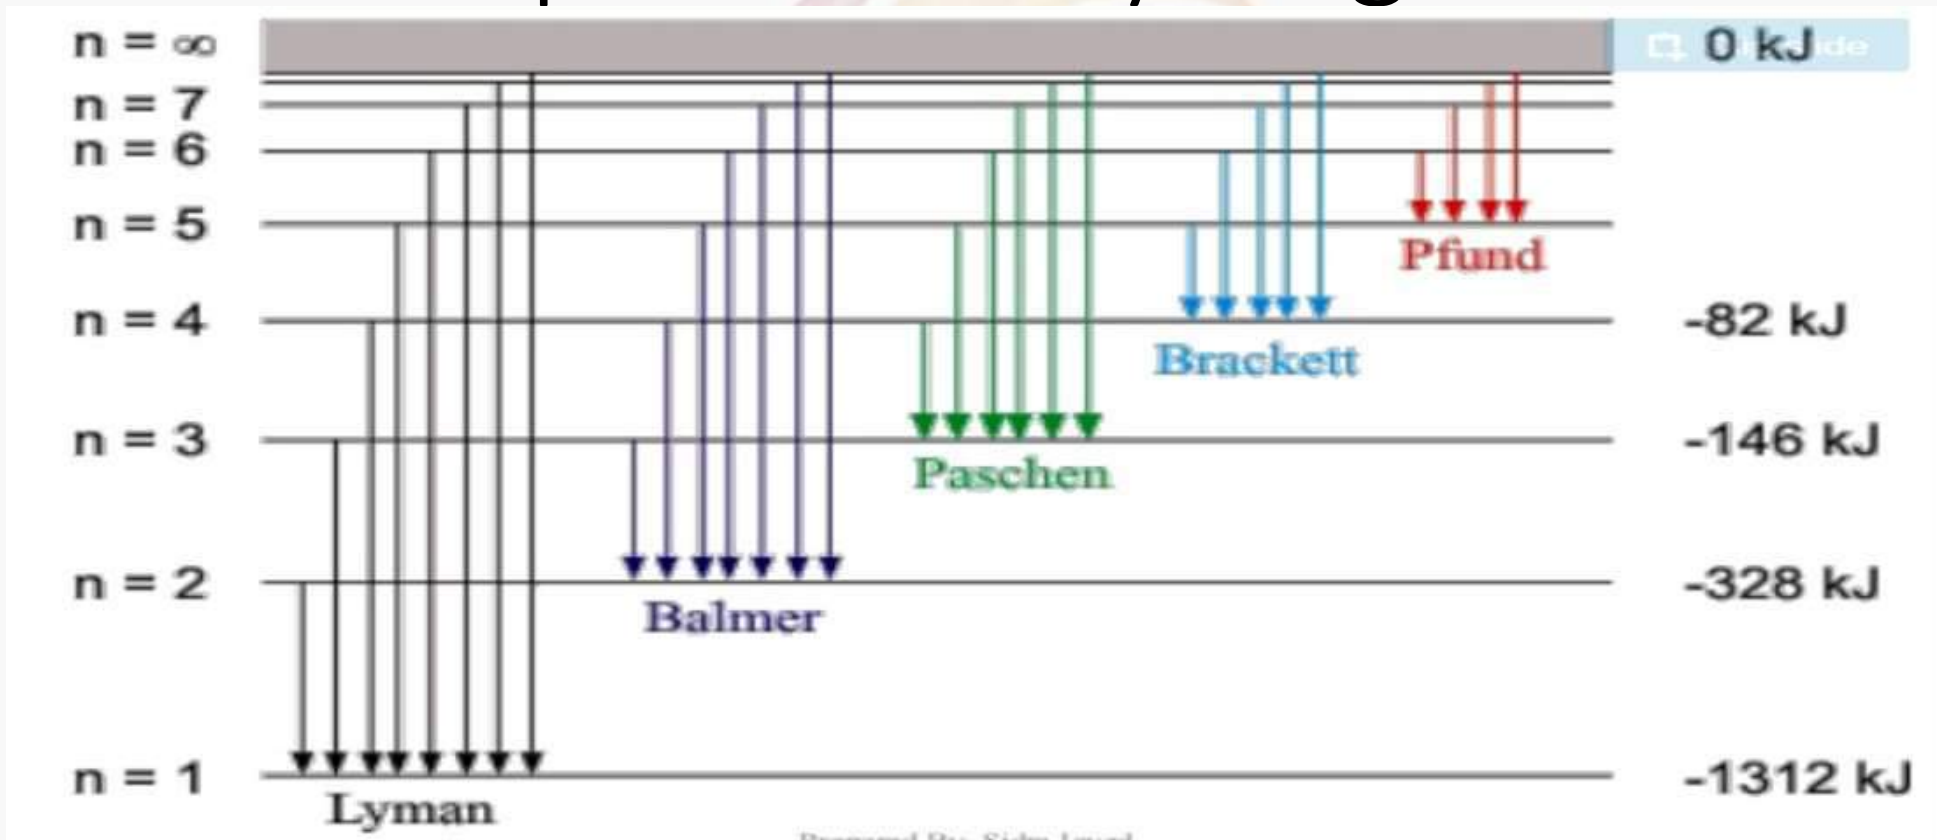 n = ∞ 0 kJ
n = 7
n = 6
n = 5
Pfund
n = 4 -82 kJ
Brackett
n = 3 -146 kJ
Paschen
n = 2 -328 kJ
Balmer
n = 1 -1312 kJ
Lyman